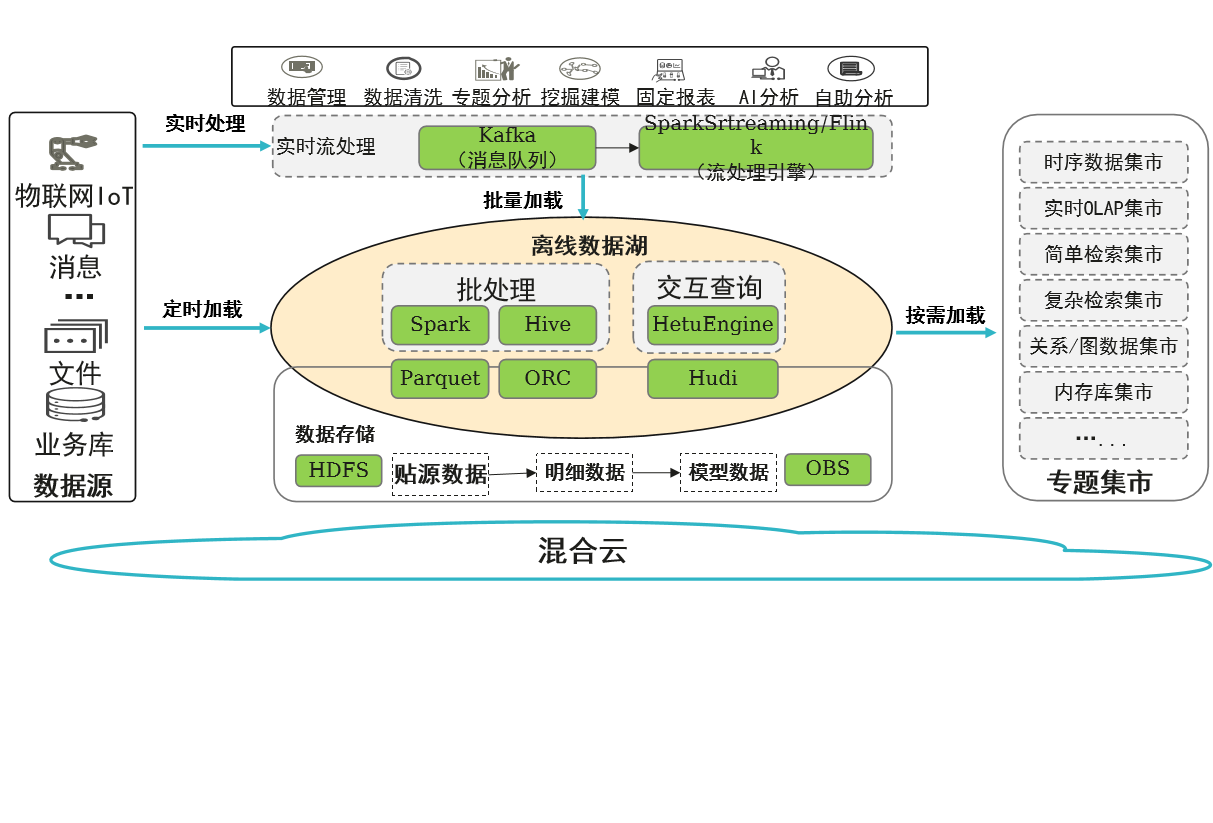 数据管理
数据清洗
专题分析
挖掘建模
固定报表
AI分析
自助分析
实时处理
实时流处理
Kafka
（消息队列）
SparkSrtreaming/Flin
k
（流处理引擎）
批量加载
物联网IoT
消息
...
文件
业务库
数据源
定时加载
离线数据湖
批处理
Spark
Hive
交互查询
HetuEngine
Parquet
ORC
Hudi
数据存储
HDFS
贴源数据
明细数据
模型数据
OBS
按需加载
时序数据集市
实时OLAP集市
简单检索集市
复杂检索集市
关系/图数据集市
内存库集市
…...
专题集市
混合云